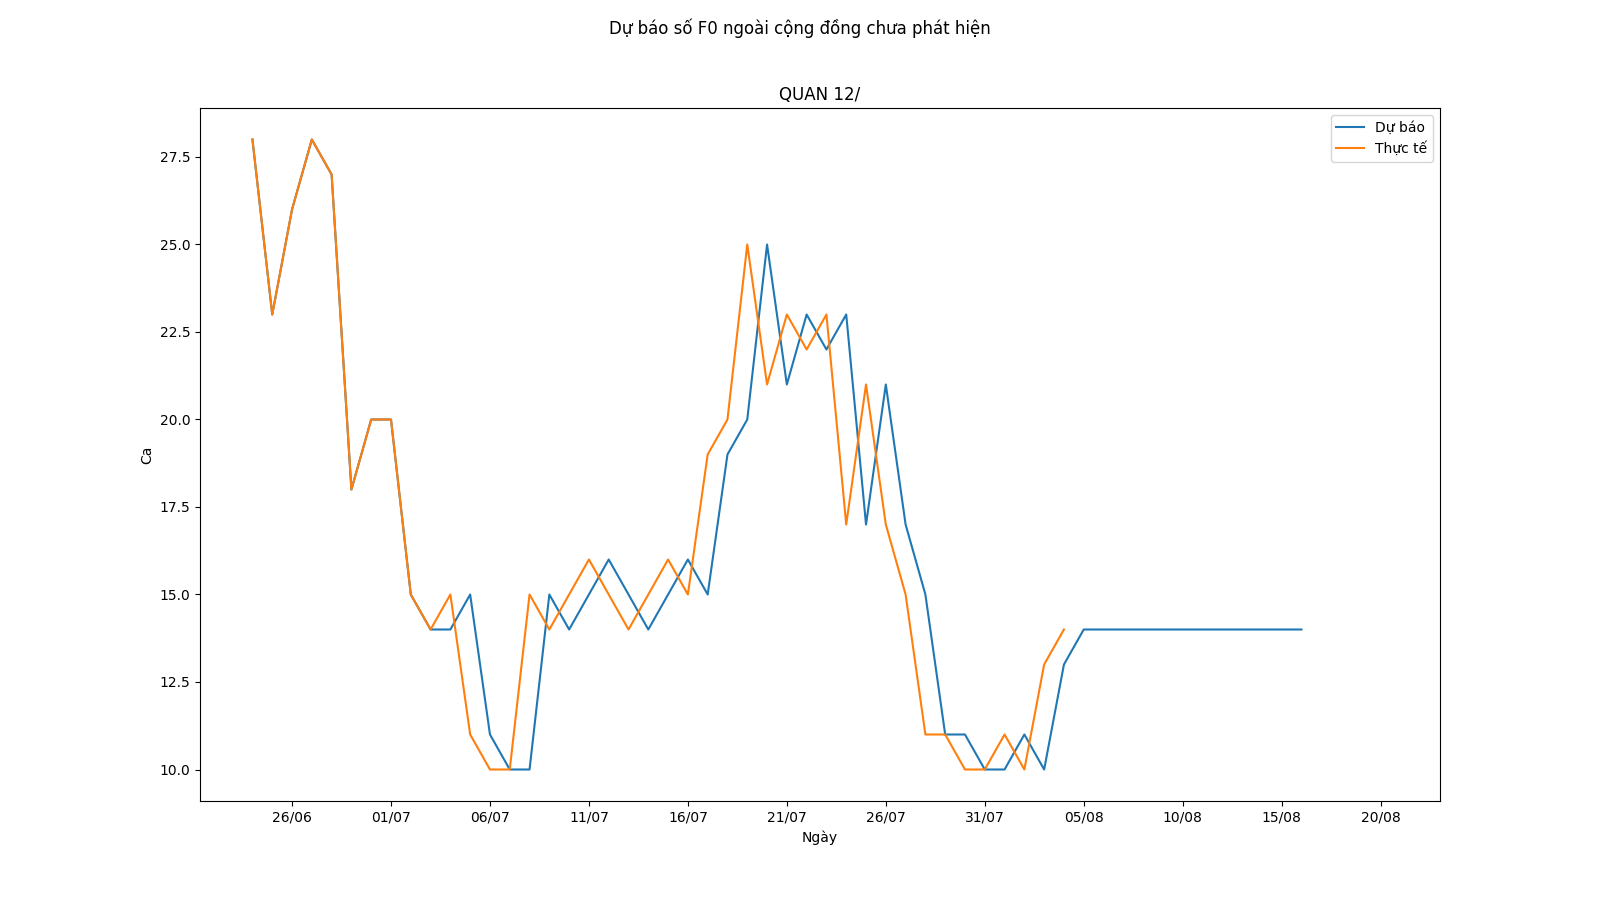 Dự báo số F0 ngoài cộng đồng chưa phát hiện
QUAN 12/
Dự báo
Thực tế
27.5
25.0
22.5
20.0
17.5
15.0
12.5
10.0
Ca
26/06 01/07 06/07 11/07 16/07 21/07 26/07 31/07 05/08 10/08 15/08 20/08
Ngày